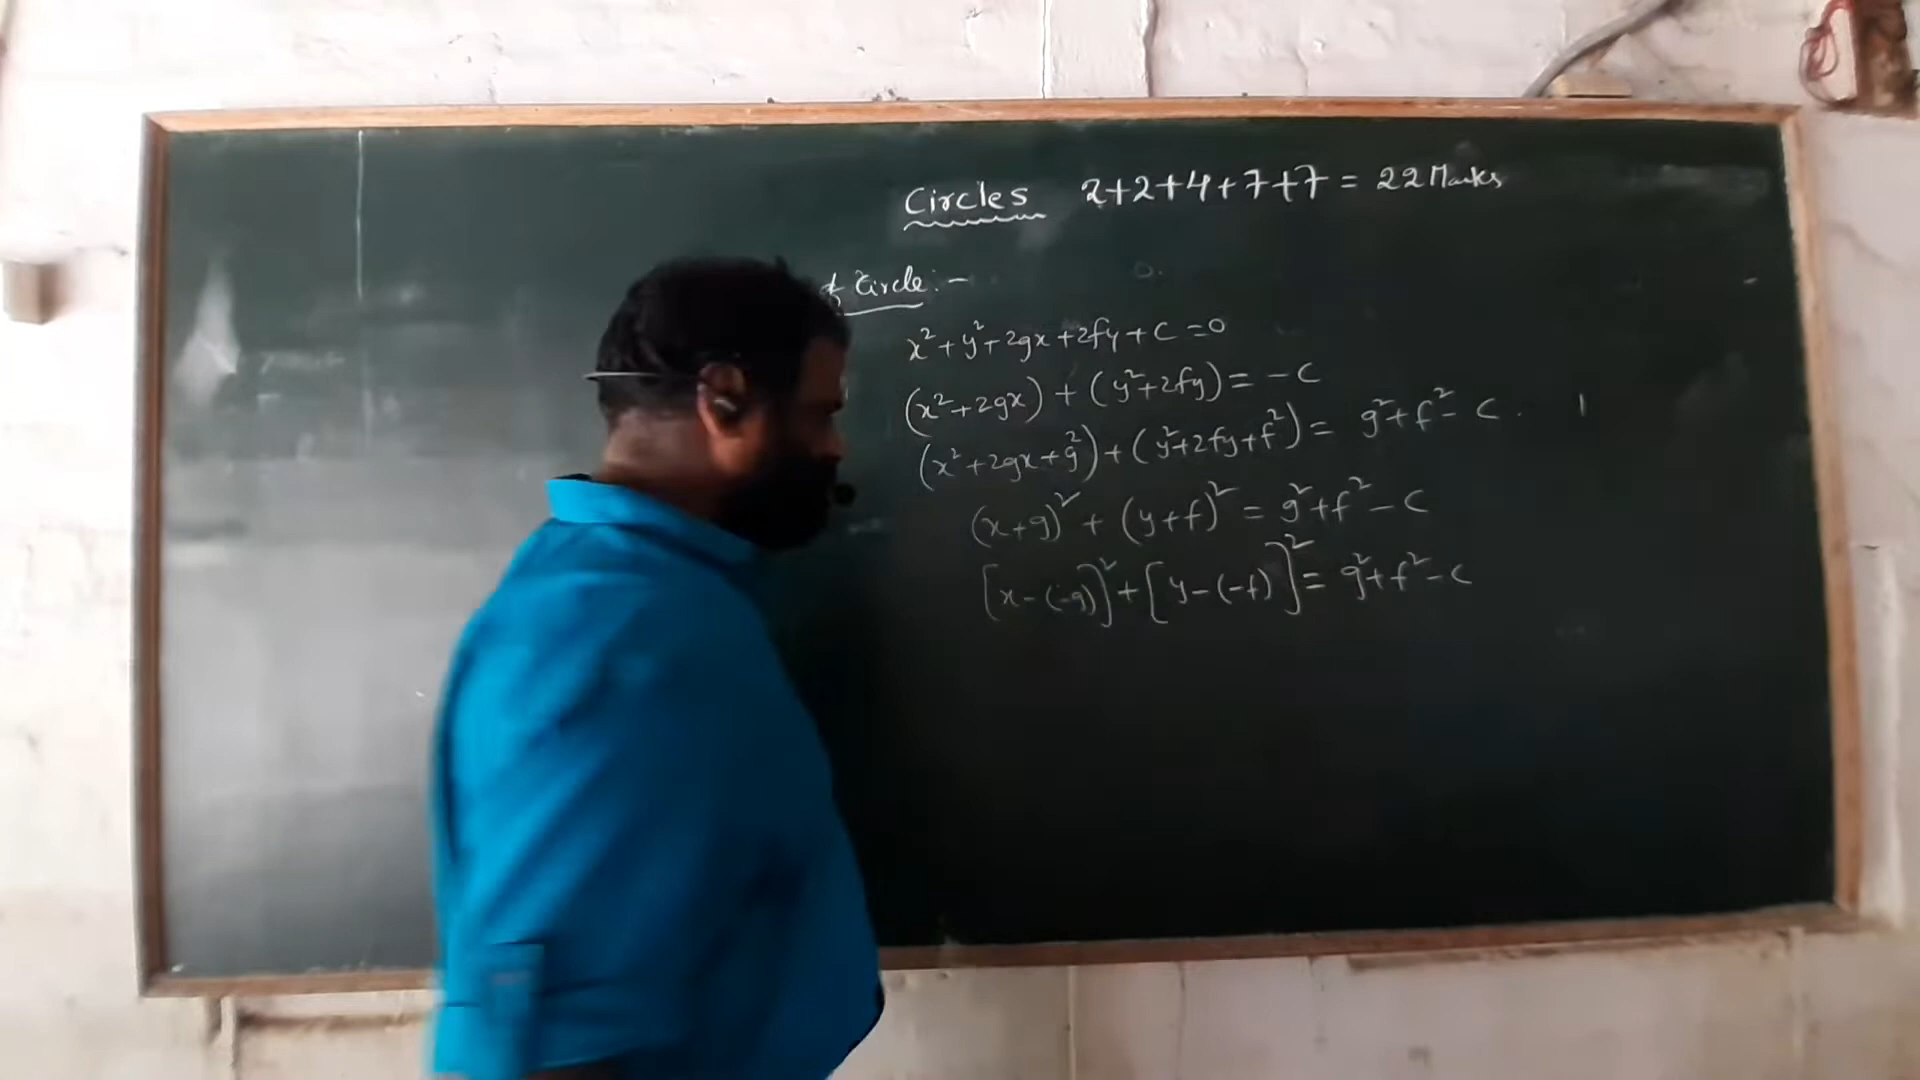 Circles 2+2+4+7+7 = 22 Marks
of Circle :-
x²+y²+2gx+2fy+c=0
(x²+2gx)+(y²+2fy)=-c
(x²+2gx+g²)+(y²+2fy+f²)= g²+f²-c.
(x+g)²+(y+f)²=g²+f²-c
[x-(-g)]²+[y-(-f)]²=g²+f²-c